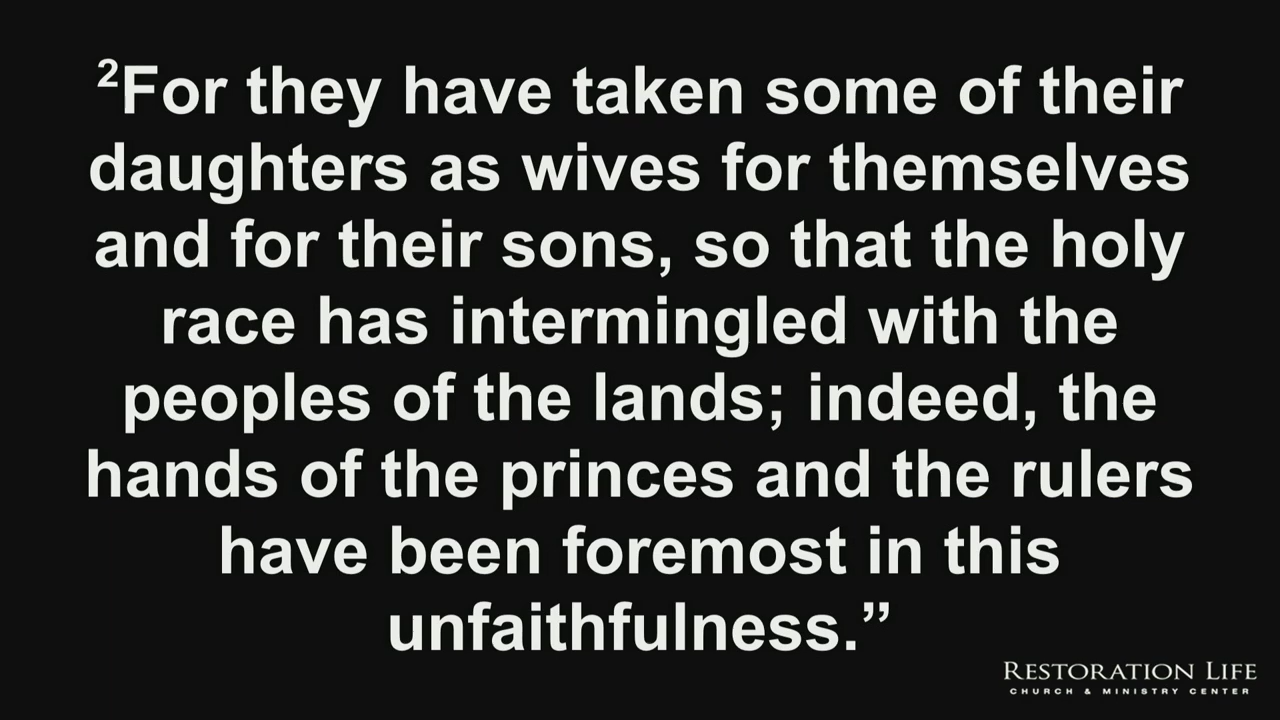 ²For they have taken some of their
daughters as wives for themselves
and for their sons, so that the holy
race has intermingled with the
peoples of the lands; indeed, the
hands of the princes and the rulers
have been foremost in this
unfaithfulness.”
RESTORATION LIFE
CHURCH & MINISTRY CENTER